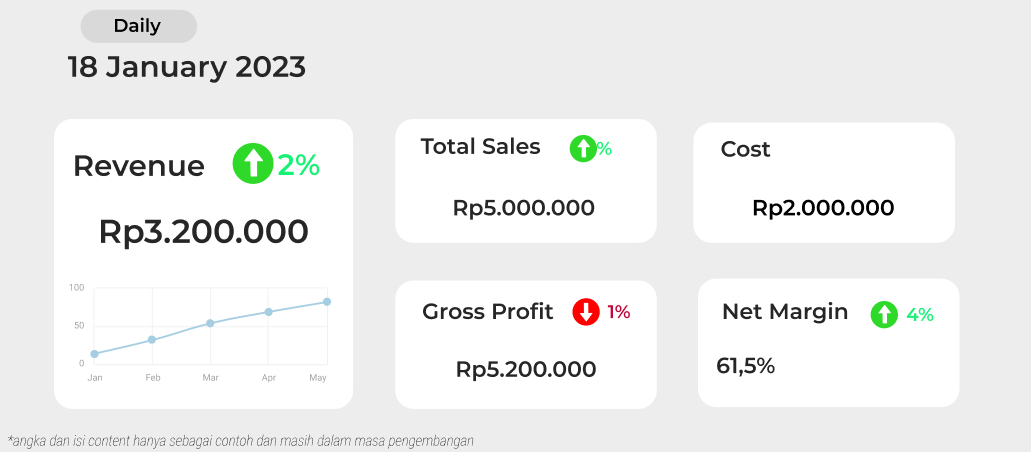 Daily
18 January 2023
Revenue 2%
Rp3.200.000
100
50
0
Jan Feb Mar Apr May
Total Sales %
Rp5.000.000
Cost
Rp2.000.000
Gross Profit 1%
Rp5.200.000
Net Margin 4%
61,5%
*angka dan isi content hanya sebagai contoh dan masih dalam masa pengembangan